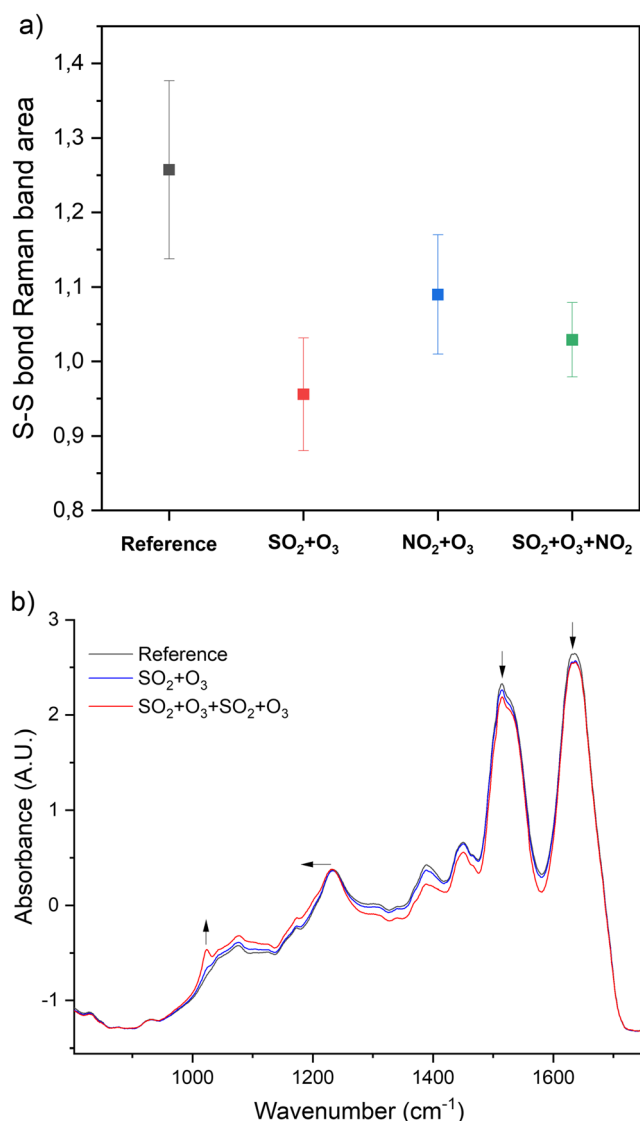 a)
S-S bond Raman band area
1,4
1,3
1,2
1,1
1,0
0,9
0,8
Reference
SO₂+O₃
NO₂+O₃
SO₂+O₃+NO₂
b)
Absorbance (A.U.)
3
2
1
0
-1
Reference
SO₂+O₃
SO₂+O₃+SO₂+O₃
1000
1200
1400
1600
Wavenumber (cm⁻¹)